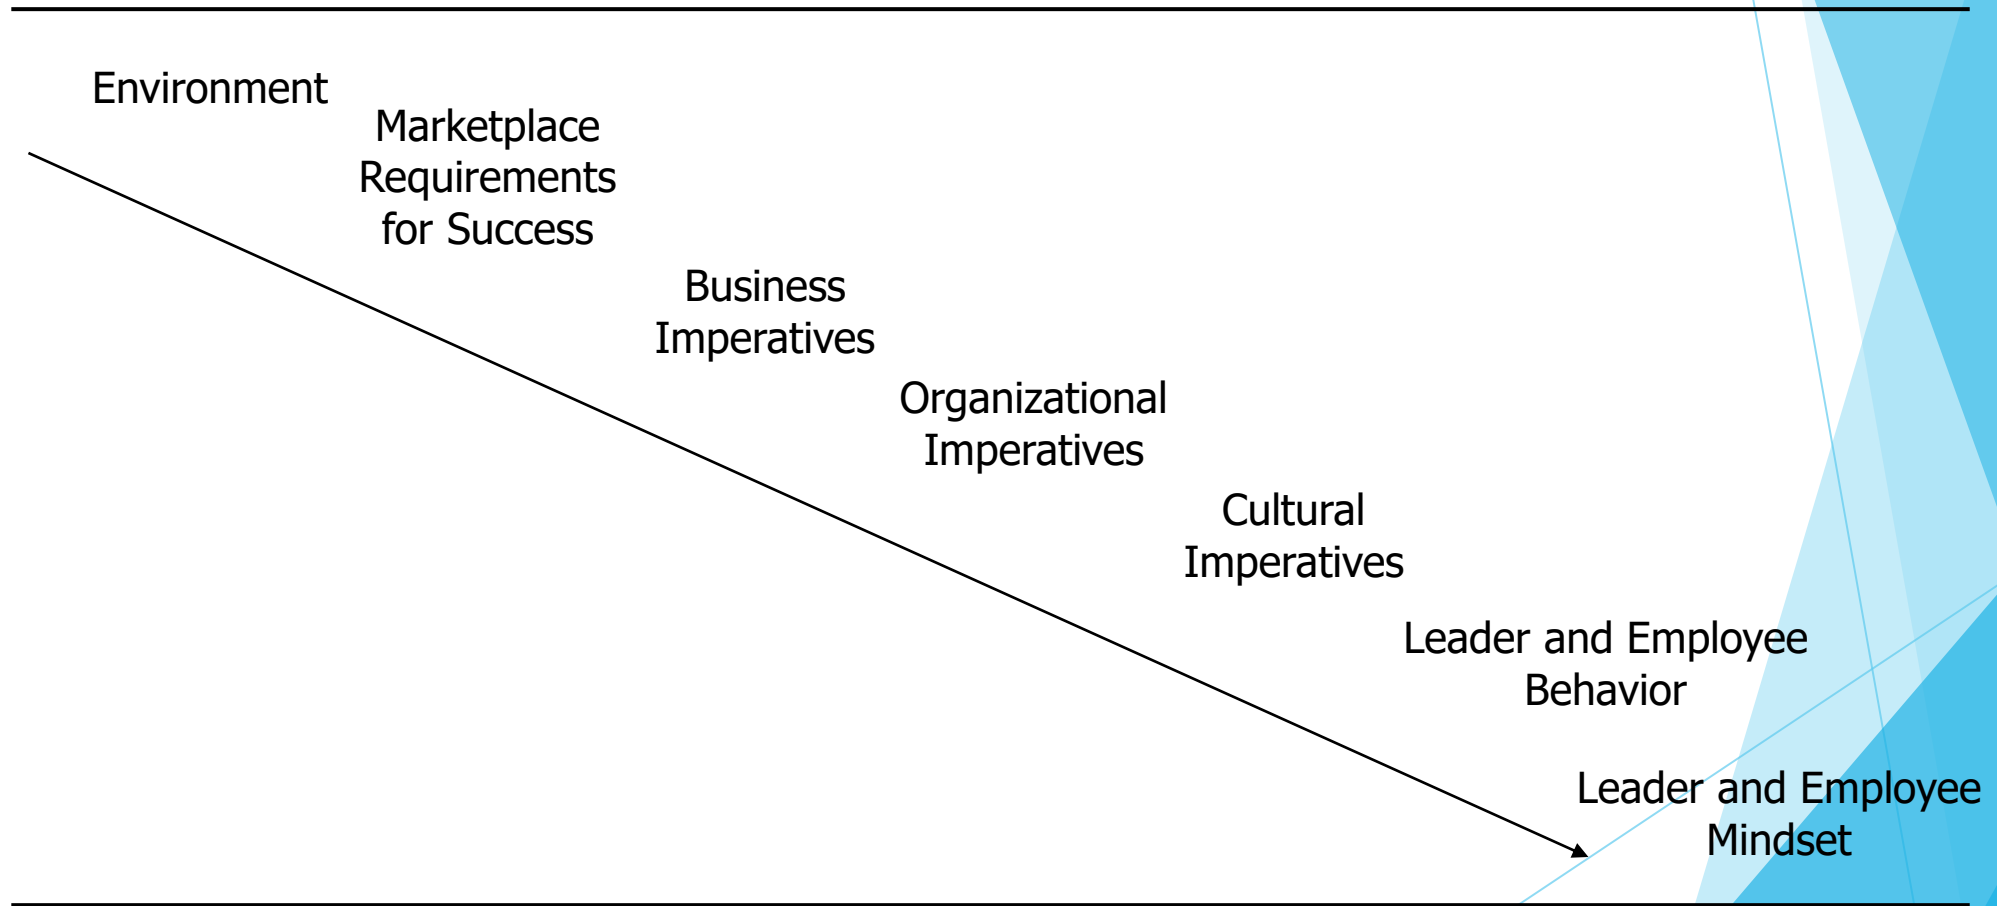 Environment
Marketplace
Requirements
for Success
Business
Imperatives
Organizational
Imperatives
Cultural
Imperatives
Leader and Employee
Behavior
Leader and Employee
Mindset